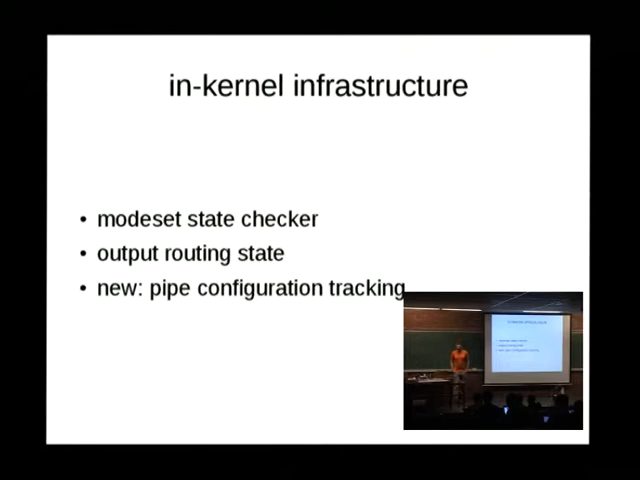 in-kernel infrastructure
• modeset state checker
• output routing state
• new: pipe configuration tracking